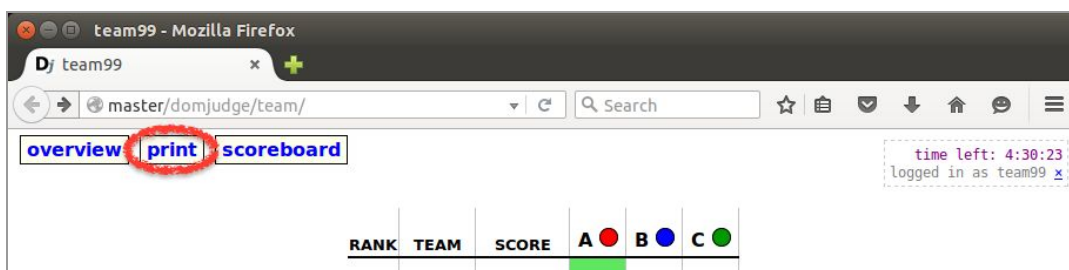 team99 - Mozilla Firefox
Dj team99
master/domjudge/team/
Search
overview print scoreboard
time left: 4:30:23
logged in as team99 x
RANK TEAM SCORE A B C